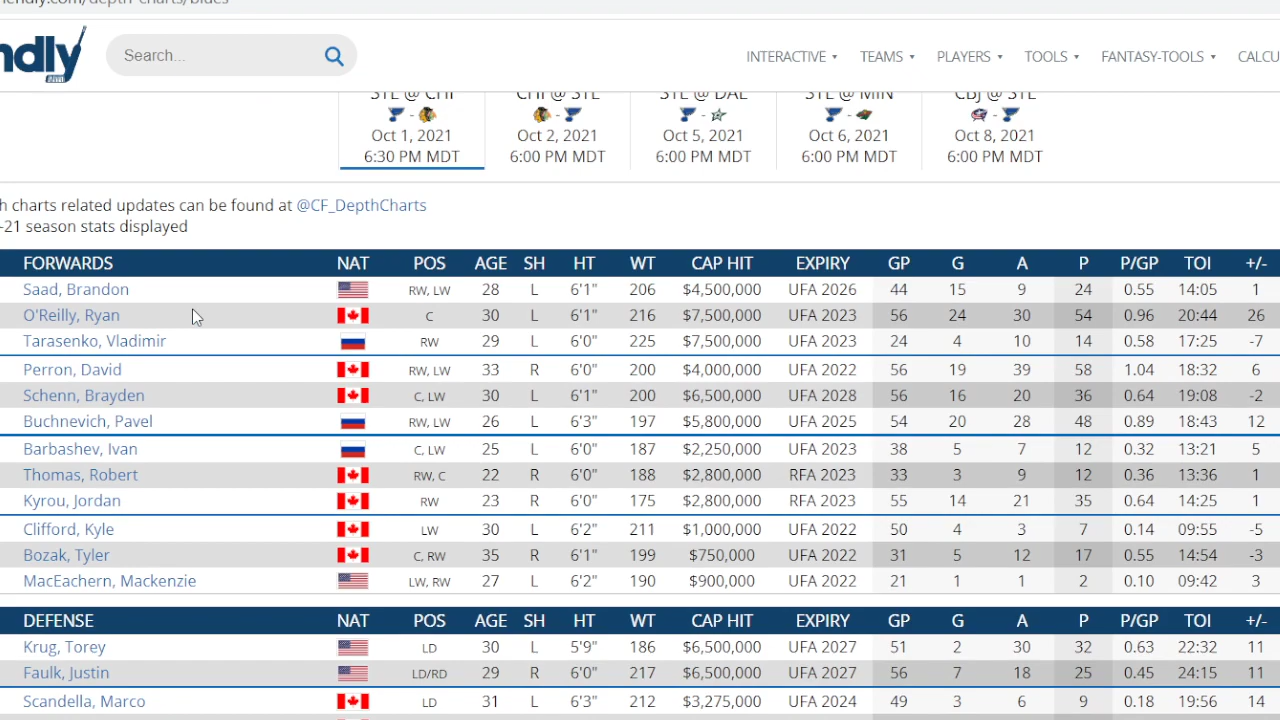 endly.com/depth-charts/blues
ndly Search... INTERACTIVE TEAMS PLAYERS TOOLS FANTASY-TOOLS CALCU
STL @ CHI CHI @ STL STL @ DAL STL @ MIN CBJ @ STL
- - - - -
Oct 1, 2021 Oct 2, 2021 Oct 5, 2021 Oct 6, 2021 Oct 8, 2021
6:30 PM MDT 6:00 PM MDT 6:00 PM MDT 6:00 PM MDT 6:00 PM MDT
h charts related updates can be found at @CF_DepthCharts
-21 season stats displayed
FORWARDS NAT POS AGE SH HT WT CAP HIT EXPIRY GP G A P P/GP TOI +/-
Saad, Brandon RW, LW 28 L 6'1" 206 $4,500,000 UFA 2026 44 15 9 24 0.55 14:05 1
O'Reilly, Ryan C 30 L 6'1" 216 $7,500,000 UFA 2023 56 24 30 54 0.96 20:44 26
Tarasenko, Vladimir RW 29 L 6'0" 225 $7,500,000 UFA 2023 24 4 10 14 0.58 17:25 -7
Perron, David RW, LW 33 R 6'0" 200 $4,000,000 UFA 2022 56 19 39 58 1.04 18:32 6
Schenn, Brayden C, LW 30 L 6'1" 200 $6,500,000 UFA 2028 56 16 20 36 0.64 19:08 -2
Buchnevich, Pavel RW, LW 26 L 6'3" 197 $5,800,000 UFA 2025 54 20 28 48 0.89 18:43 12
Barbashev, Ivan C, LW 25 L 6'0" 187 $2,250,000 UFA 2023 38 5 7 12 0.32 13:21 5
Thomas, Robert RW, C 22 R 6'0" 188 $2,800,000 RFA 2023 33 3 9 12 0.36 13:36 1
Kyrou, Jordan RW 23 R 6'0" 175 $2,800,000 RFA 2023 55 14 21 35 0.64 14:25 1
Clifford, Kyle LW 30 L 6'2" 211 $1,000,000 UFA 2022 50 4 3 7 0.14 09:55 -5
Bozak, Tyler C, RW 35 R 6'1" 199 $750,000 UFA 2022 31 5 12 17 0.55 14:54 -3
MacEachern, Mackenzie LW, RW 27 L 6'2" 190 $900,000 UFA 2022 21 1 1 2 0.10 09:42 3
DEFENSE NAT POS AGE SH HT WT CAP HIT EXPIRY GP G A P P/GP TOI +/-
Krug, Torey LD 30 L 5'9" 186 $6,500,000 UFA 2027 51 2 30 32 0.63 22:32 11
Faulk, Justin LD/RD 29 R 6'0" 217 $6,500,000 UFA 2027 56 7 18 25 0.45 24:15 11
Scandella, Marco LD 31 L 6'3" 212 $3,275,000 UFA 2024 49 3 6 9 0.18 19:56 14